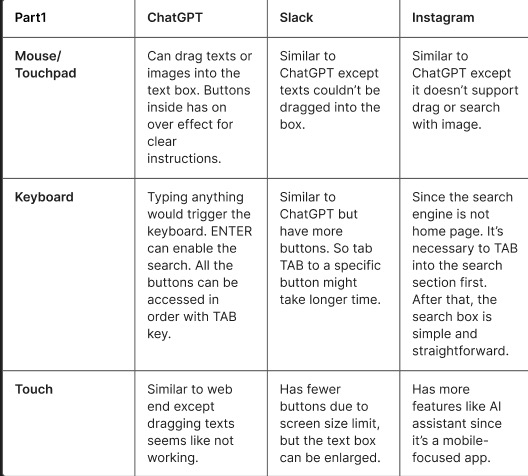 Part1
ChatGPT
Slack
Instagram
Mouse/
Touchpad
Can drag texts or
images into the
text box. Buttons
inside has on
over effect for
clear
instructions.
Similar to
ChatGPT except
texts couldn’t be
dragged into the
box.
Similar to
ChatGPT except
it doesn’t support
drag or search
with image.
Keyboard
Typing anything
would trigger the
keyboard. ENTER
can enable the
search. All the
buttons can be
accessed in
order with TAB
key.
Similar to
ChatGPT but
have more
buttons. So tab
TAB to a specific
button might
take longer time.
Since the search
engine is not
home page. It’s
necessary to TAB
into the search
section first.
After that, the
search box is
simple and
straightforward.
Touch
Similar to web
end except
dragging texts
seems like not
working.
Has fewer
buttons due to
screen size limit,
but the text box
can be enlarged.
Has more
features like AI
assistant since
it’s a mobile-
focused app.